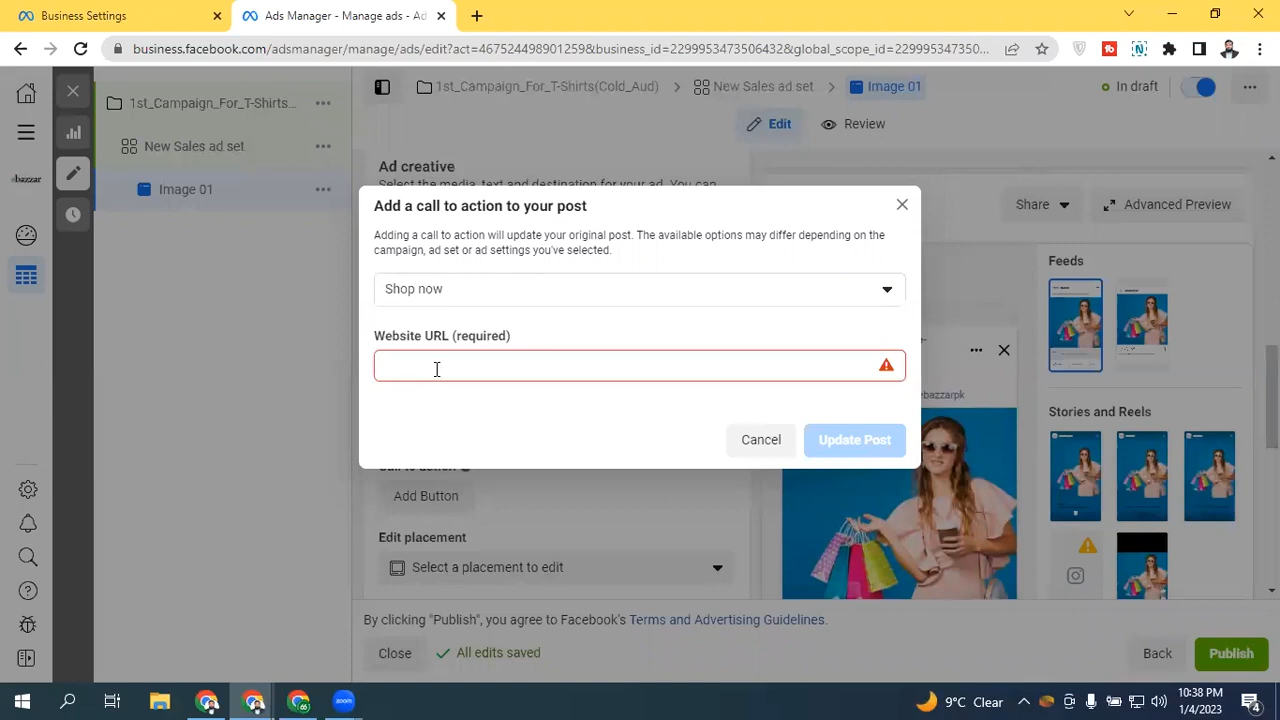 Business Settings
Ads Manager - Manage ads - Ad
business.facebook.com/adsmanager/manage/ads/edit?act=467524498901259&business_id=2299953473506432&global_scope_id=229995347350...
1st_Campaign_For_T-Shirts...
New Sales ad set
Image 01
ebazzar
1st_Campaign_For_T-Shirts(Cold_Aud)
New Sales ad set
Image 01
In draft
Edit
Review
Ad creative
Select the media, text and destination for your ad. You can
Share
Advanced Preview
Feeds
Stories and Reels
ebazzarpk
Add a call to action to your post
Adding a call to action will update your original post. The available options may differ depending on the
campaign, ad set or ad settings you've selected.
Shop now
Website URL (required)
Cancel
Update Post
Call to action
Add Button
Edit placement
Select a placement to edit
By clicking "Publish", you agree to Facebook's Terms and Advertising Guidelines.
Close
All edits saved
Back
Publish
zoom
9°C Clear
10:38 PM
1/4/2023
4